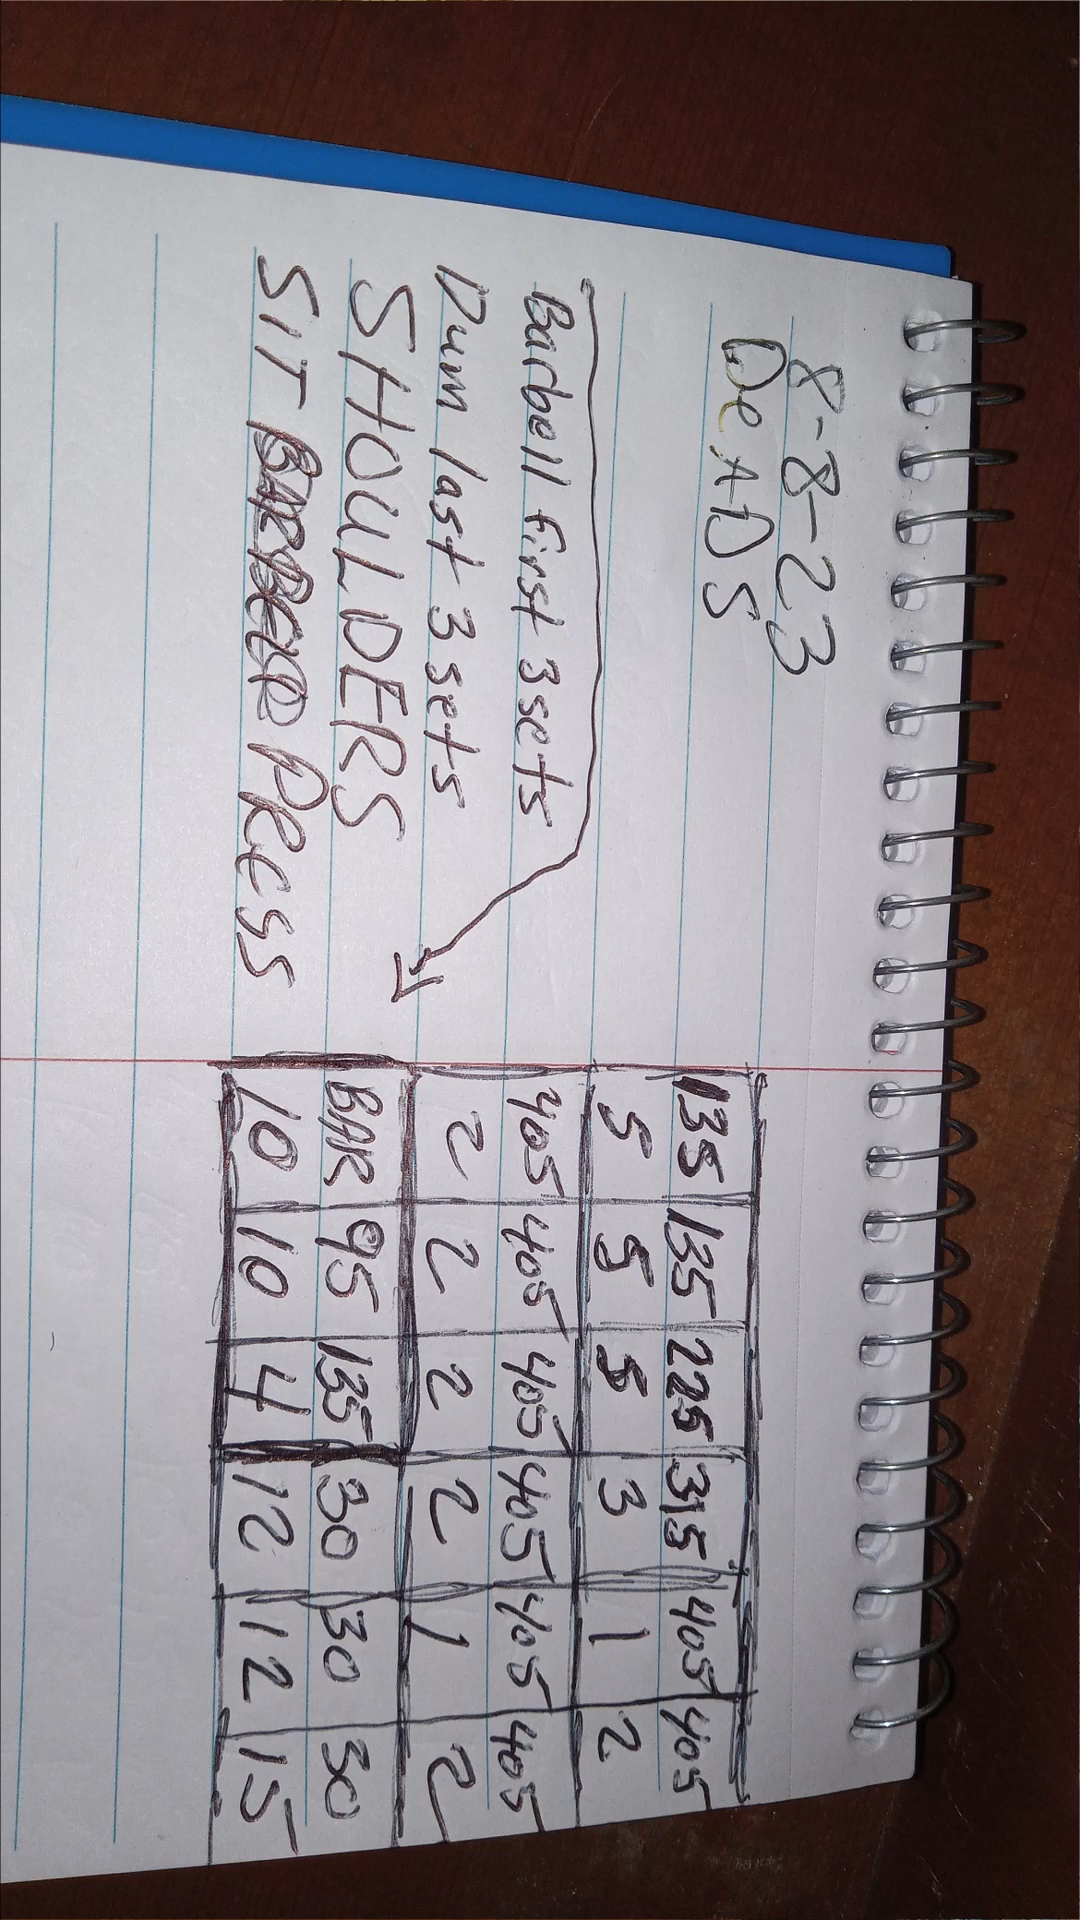 8-8-23
DeADS
135 135 225 315 405 405
5 5 5 3 1 2
Barbell first 3 sets
405 405 405 405 405 405
Dum last 3 sets
2 2 2 2 1 2
SHOULDERS
BAR 95 135 30 30 30
SIT PRESS
10 10 4 12 12 15